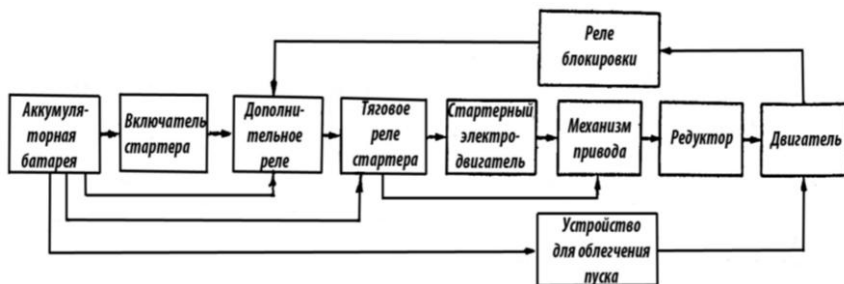 Реле
блокировки
Аккумуля-
торная
батарея
Включатель
стартера
Дополни-
тельное
реле
Тяговое
реле
стартера
Стартерный
электро-
двигатель
Механизм
привода
Редуктор
Двигатель
Устройство
для облегчения
пуска